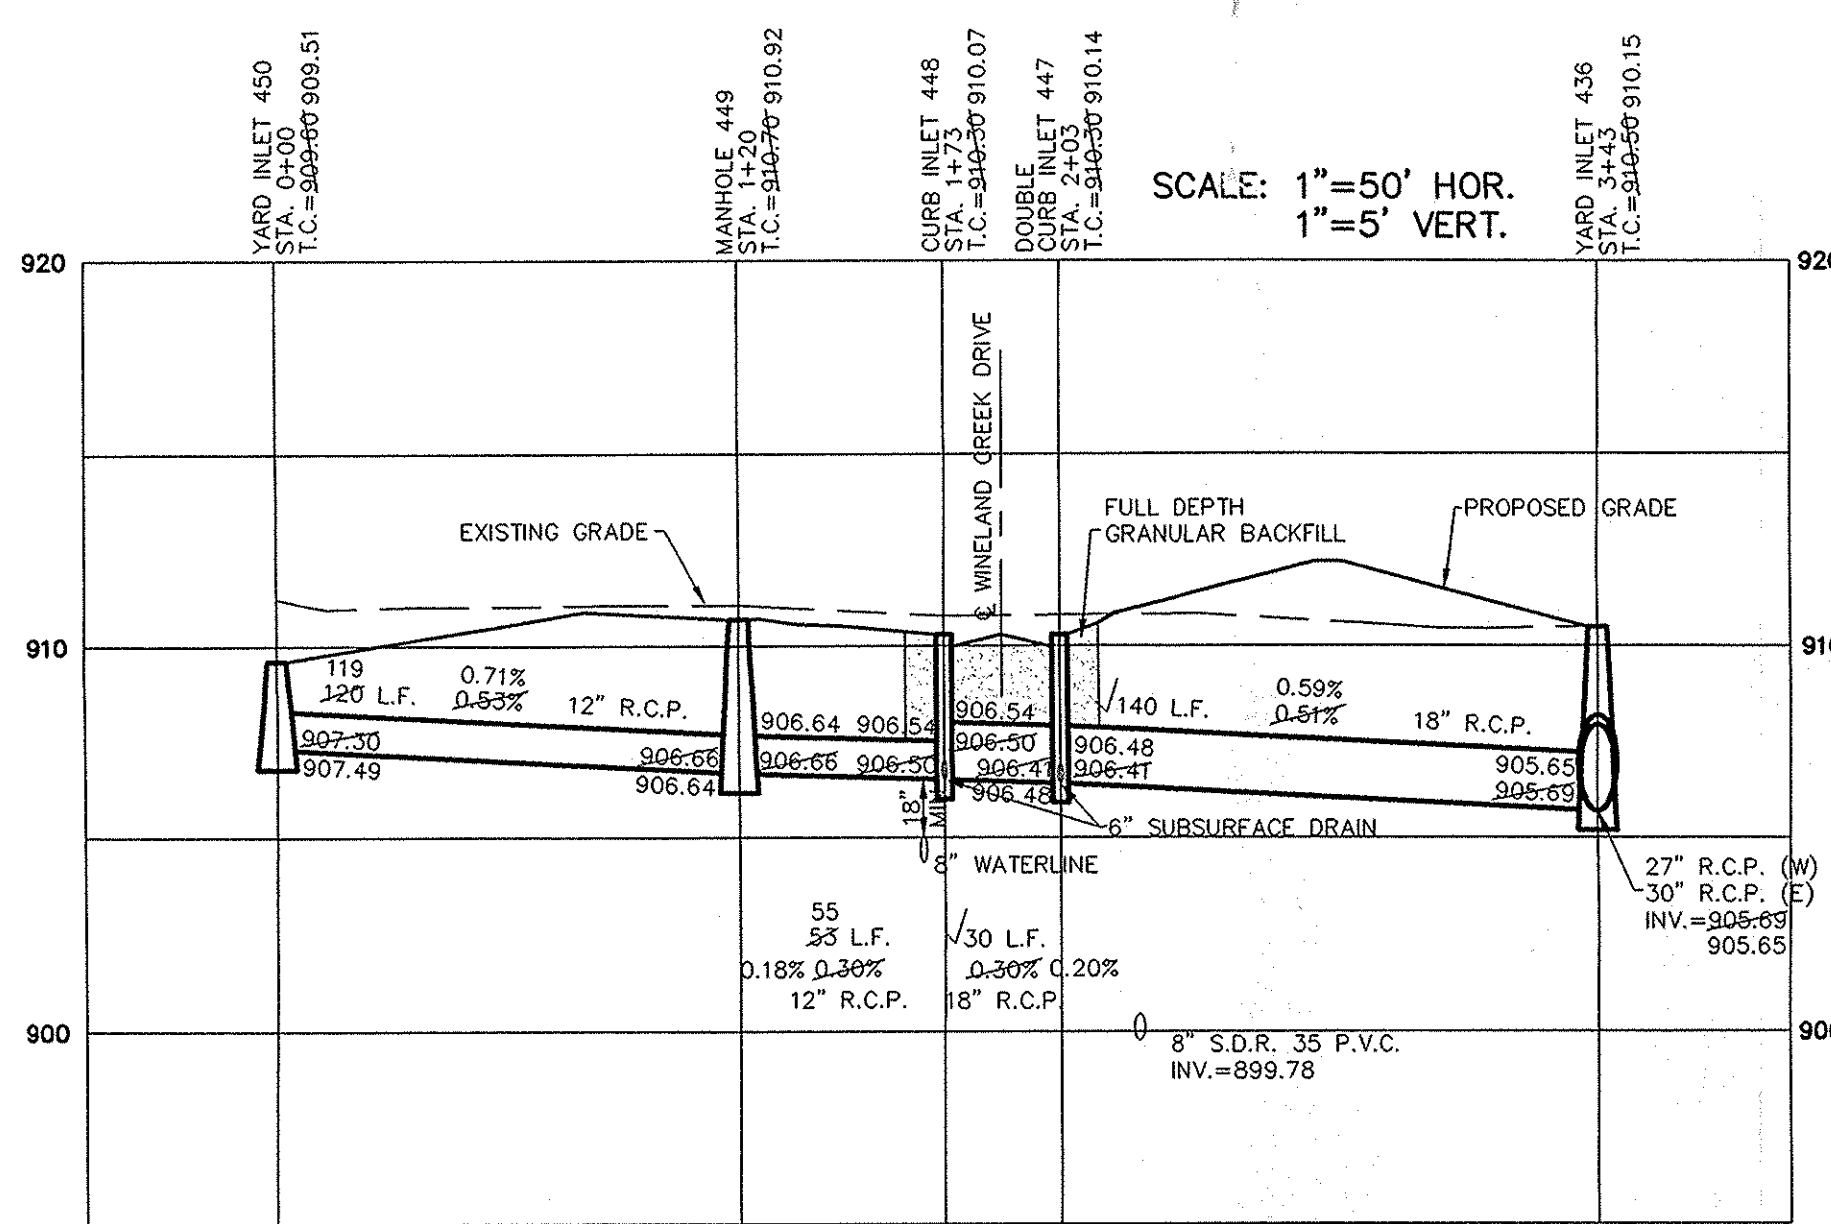 YARD INLET 450
STA. 0+00
T.C.=909.60 909.51
MANHOLE 449
STA. 1+20
T.C.=910.70 910.92
CURB INLET 448
STA. 1+73
T.C.=910.30 910.07
DOUBLE
CURB INLET 447
STA. 2+03
T.C.=910.30 910.14
YARD INLET 436
STA. 3+43
T.C.=910.50 910.15
SCALE: 1"=50' HOR.
1"=5' VERT.
920
920
℄ WINELAND CREEK DRIVE
EXISTING GRADE
FULL DEPTH
GRANULAR BACKFILL
PROPOSED GRADE
910
910
119
120 L.F.
0.71%
0.53%
12" R.C.P.
906.64
906.54
906.54
√140 L.F.
0.59%
0.51%
18" R.C.P.
907.30
907.49
906.66
906.64
906.66
906.50
906.50
906.41
906.48
906.48
906.41
905.65
905.69
18"
MIN
6" SUBSURFACE DRAIN
8" WATERLINE
27" R.C.P. (W)
30" R.C.P. (E)
INV.=905.69
905.65
55
53 L.F.
0.18% 0.30%
12" R.C.P.
√30 L.F.
0.30% 0.20%
18" R.C.P.
900
900
8" S.D.R. 35 P.V.C.
INV.=899.78